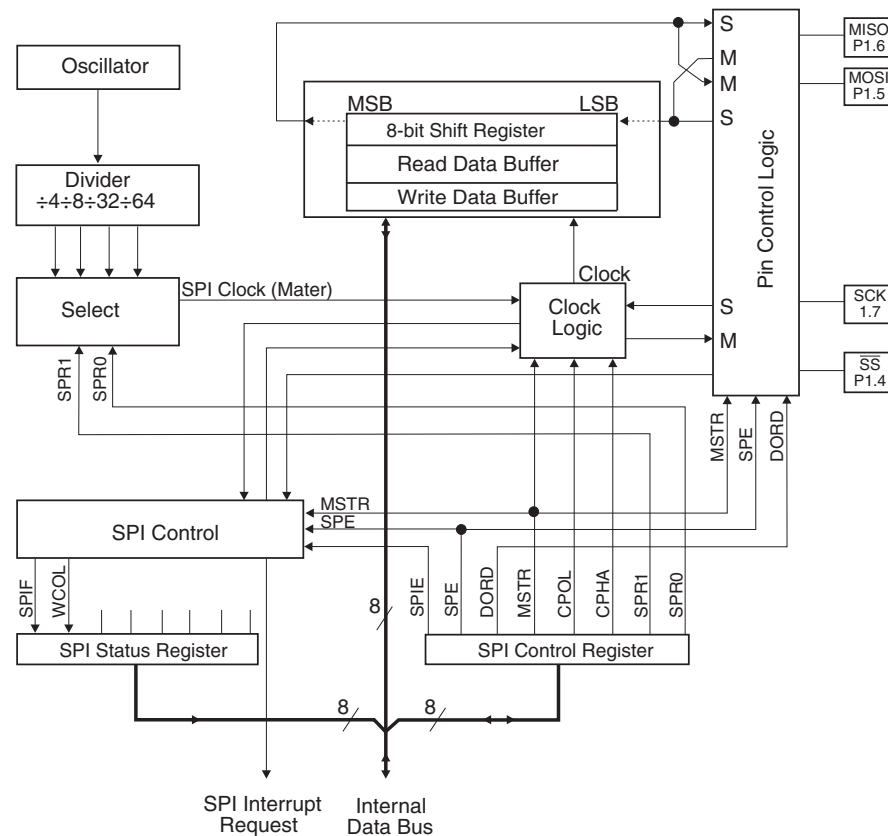 Oscillator
Divider
÷4÷8÷32÷64
Select
SPI Clock (Mater)
SPR1
SPR0
MSB
LSB
8-bit Shift Register
Read Data Buffer
Write Data Buffer
Clock
Clock
Logic
S
M
M
S
S
M
Pin Control Logic
MISO
P1.6
MOSI
P1.5
SCK
1.7
SS
P1.4
MSTR
SPE
DORD
SPI Control
MSTR
SPE
SPIF
WCOL
SPI Status Register
SPIE
SPE
DORD
MSTR
CPOL
CPHA
SPR1
SPR0
SPI Control Register
8
8
8
SPI Interrupt
Request
Internal
Data Bus